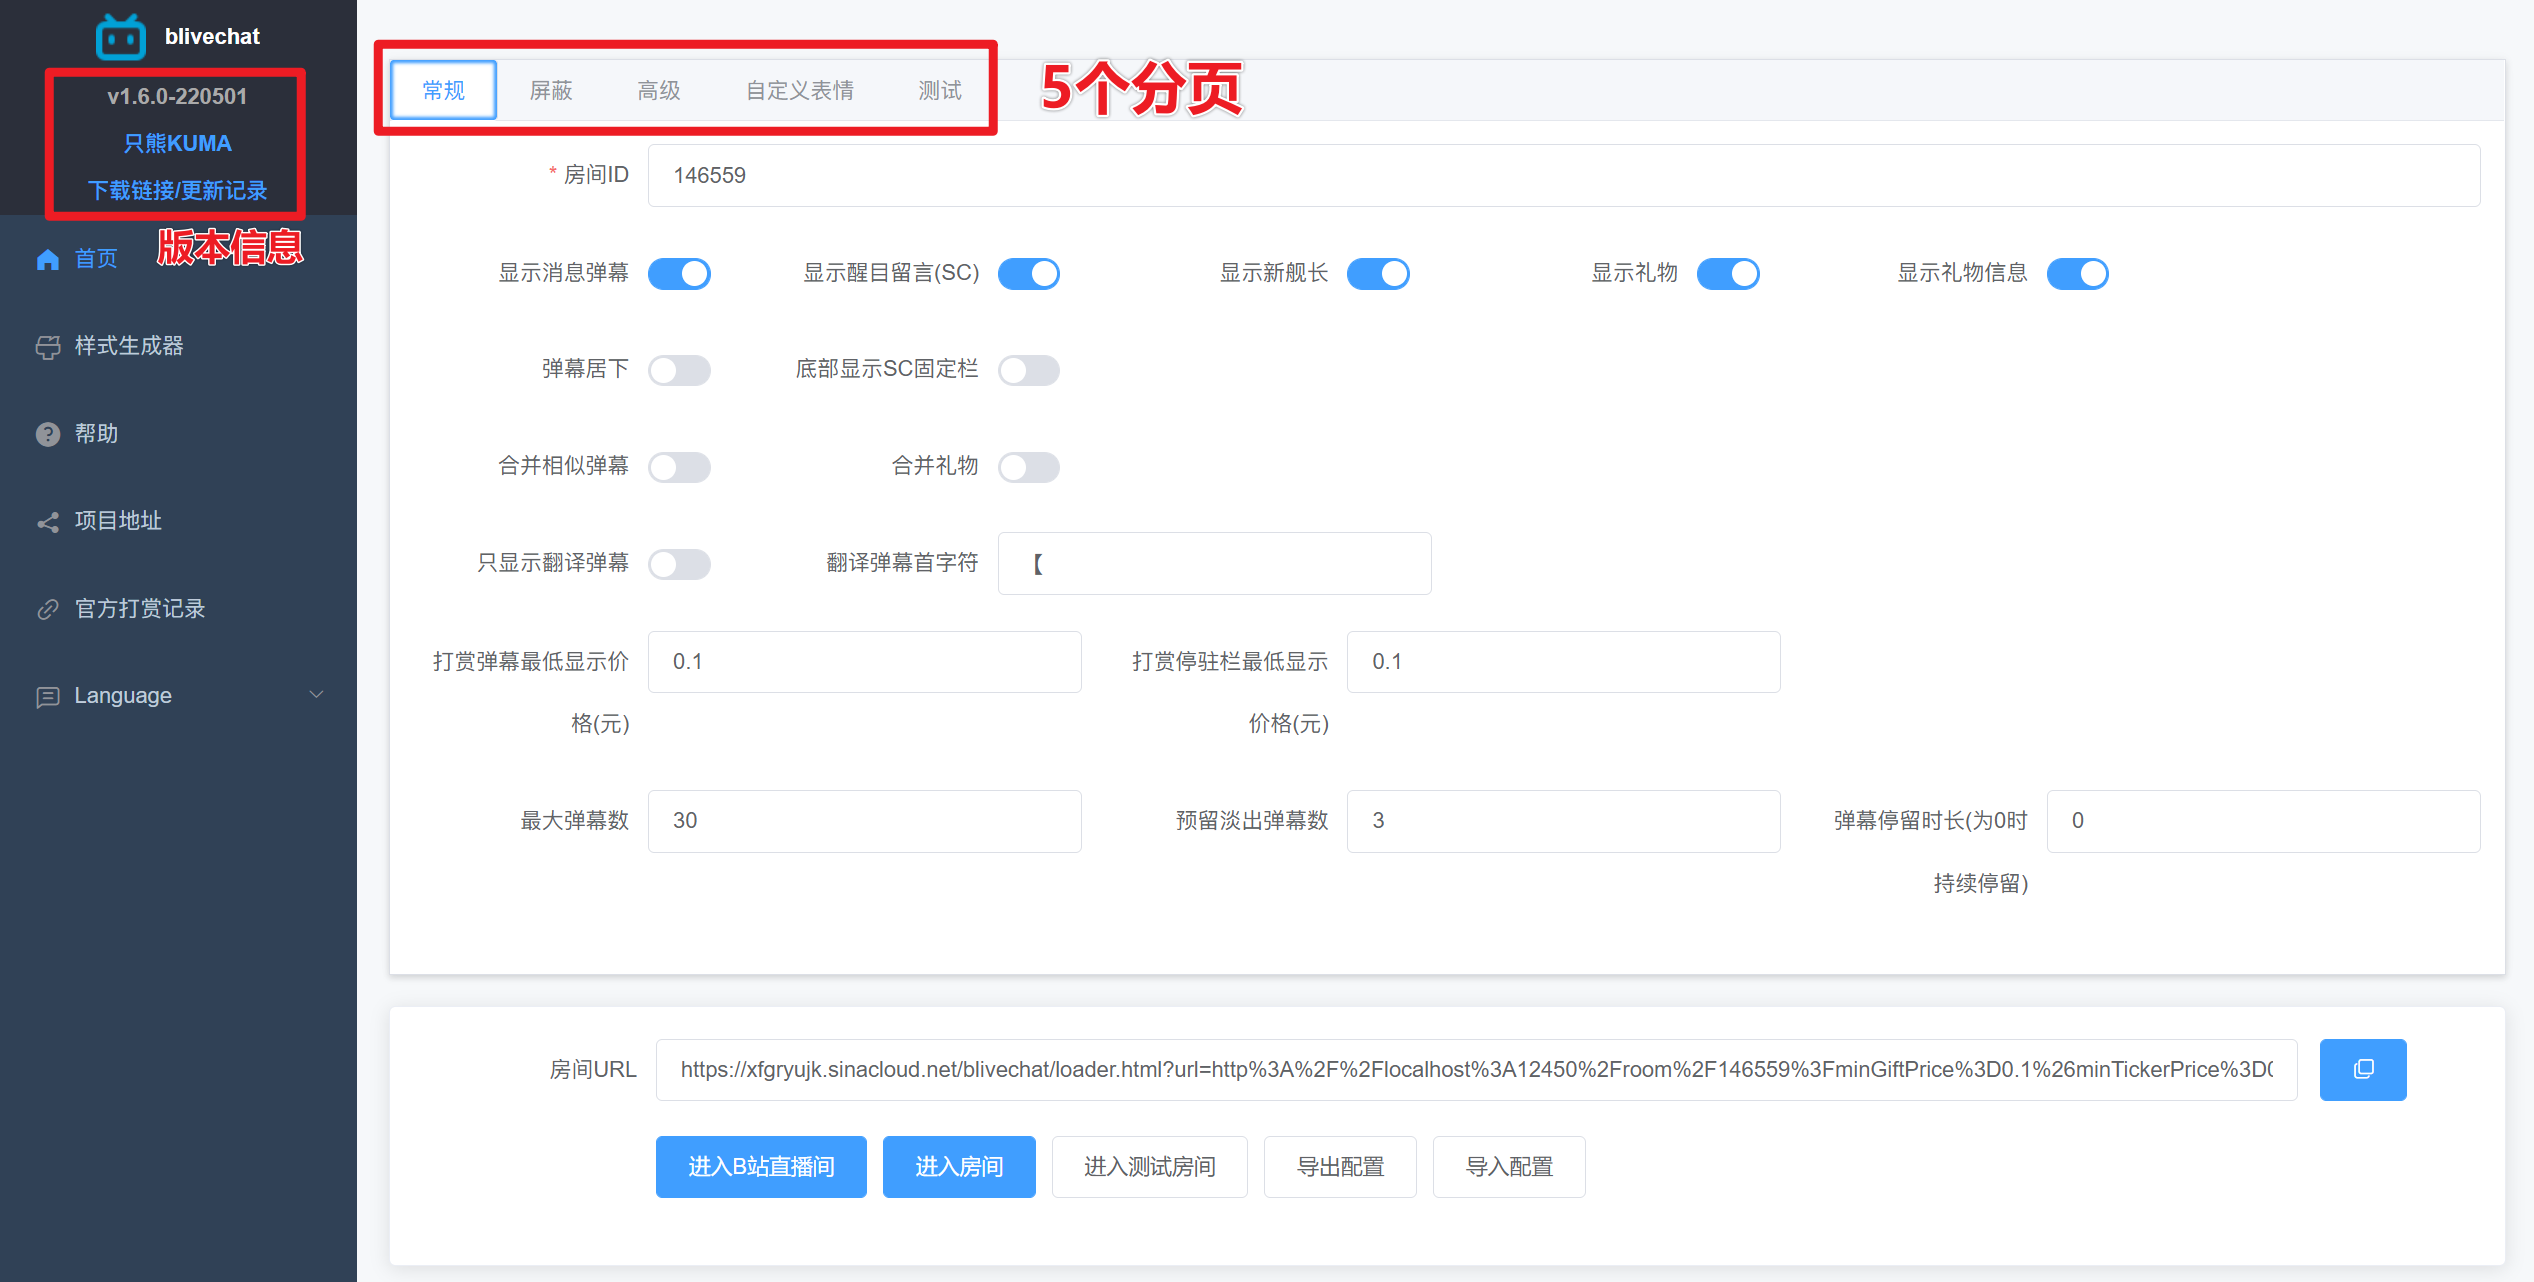 blivechat
v1.6.0-220501
只熊KUMA
下载链接/更新记录
版本信息
首页
样式生成器
帮助
项目地址
官方打赏记录
Language
常规 屏蔽 高级 自定义表情 测试
5个分页
* 房间ID 146559
显示消息弹幕 显示醒目留言(SC) 显示新舰长 显示礼物 显示礼物信息
弹幕居下 底部显示SC固定栏
合并相似弹幕 合并礼物
只显示翻译弹幕 翻译弹幕首字符 【
打赏弹幕最低显示价 0.1 打赏停驻栏最低显示 0.1
格(元) 价格(元)
最大弹幕数 30 预留淡出弹幕数 3 弹幕停留时长(为0时 0
持续停留)
房间URL https://xfgryujk.sinacloud.net/blivechat/loader.html?url=http%3A%2F%2Flocalhost%3A12450%2Froom%2F146559%3FminGiftPrice%3D0.1%26minTickerPrice%3D0
进入B站直播间 进入房间 进入测试房间 导出配置 导入配置